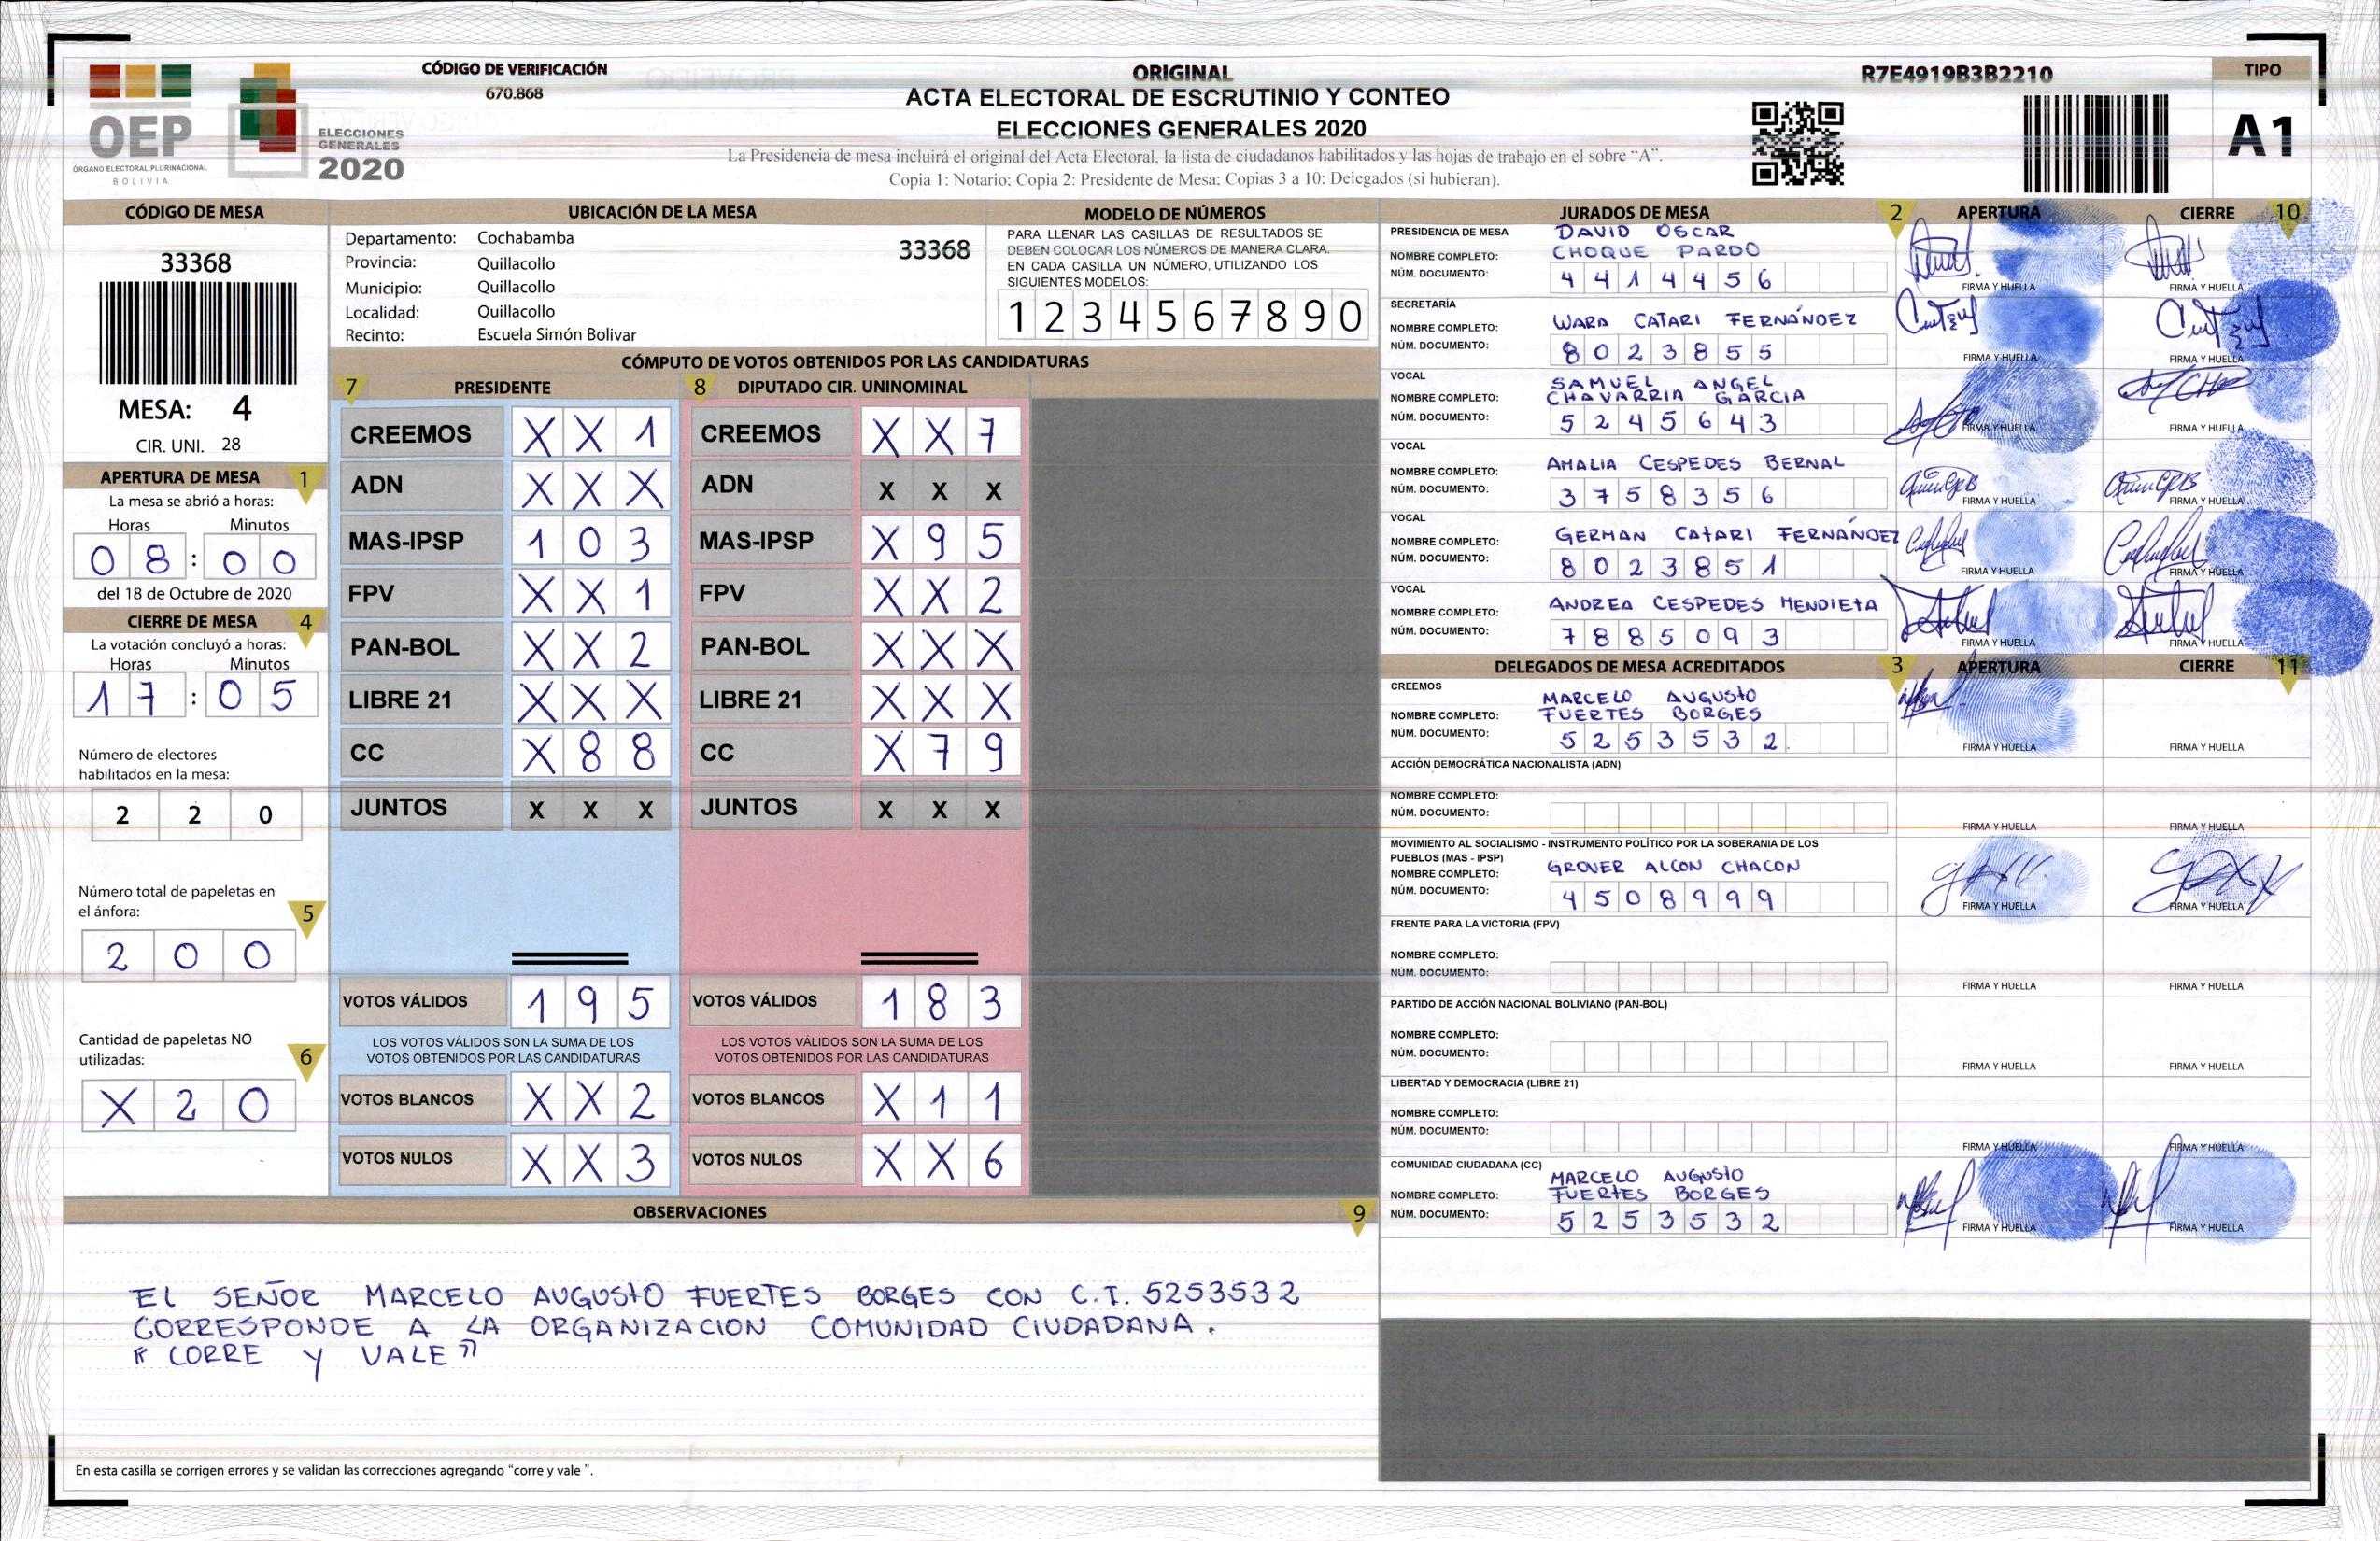 OEP
ÓRGANO ELECTORAL PLURINACIONAL
BOLIVIA
ELECCIONES
GENERALES
2020
CÓDIGO DE VERIFICACIÓN
670.868
ORIGINAL
ACTA ELECTORAL DE ESCRUTINIO Y CONTEO
ELECCIONES GENERALES 2020
La Presidencia de mesa incluirá el original del Acta Electoral, la lista de ciudadanos habilitados y las hojas de trabajo en el sobre “A”.
Copia 1: Notario; Copia 2: Presidente de Mesa; Copias 3 a 10: Delegados (si hubieran).
R7E4919B3B2210
TIPO
A1
CÓDIGO DE MESA
33368
MESA: 4
CIR. UNI. 28
APERTURA DE MESA 1
La mesa se abrió a horas:
Horas Minutos
08:00
del 18 de Octubre de 2020
CIERRE DE MESA 4
La votación concluyó a horas:
Horas Minutos
17:05
Número de electores
habilitados en la mesa:
2 2 0
Número total de papeletas en
el ánfora:
5
2 0 0
Cantidad de papeletas NO
utilizadas:
6
X 2 0
UBICACIÓN DE LA MESA
Departamento: Cochabamba
33368
Provincia: Quillacollo
Municipio: Quillacollo
Localidad: Quillacollo
Recinto: Escuela Simón Bolivar
MODELO DE NÚMEROS
PARA LLENAR LAS CASILLAS DE RESULTADOS SE
DEBEN COLOCAR LOS NÚMEROS DE MANERA CLARA.
EN CADA CASILLA UN NÚMERO, UTILIZANDO LOS
SIGUIENTES MODELOS:
1 2 3 4 5 6 7 8 9 0
CÓMPUTO DE VOTOS OBTENIDOS POR LAS CANDIDATURAS
7 PRESIDENTE 8 DIPUTADO CIR. UNINOMINAL
CREEMOS X X 1 CREEMOS X X 7
ADN X X X ADN X X X
MAS-IPSP 1 0 3 MAS-IPSP X 9 5
FPV X X 1 FPV X X 2
PAN-BOL X X 2 PAN-BOL X X X
LIBRE 21 X X X LIBRE 21 X X X
CC X 8 8 CC X 7 9
JUNTOS X X X JUNTOS X X X
VOTOS VÁLIDOS 1 9 5 VOTOS VÁLIDOS 1 8 3
LOS VOTOS VÁLIDOS SON LA SUMA DE LOS LOS VOTOS VÁLIDOS SON LA SUMA DE LOS
VOTOS OBTENIDOS POR LAS CANDIDATURAS VOTOS OBTENIDOS POR LAS CANDIDATURAS
VOTOS BLANCOS X X 2 VOTOS BLANCOS X 1 1
VOTOS NULOS X X 3 VOTOS NULOS X X 6
OBSERVACIONES 9
EL SEÑOR MARCELO AUGUSTO FUERTES BORGES CON C.I. 5253532
CORRESPONDE A LA ORGANIZACION COMUNIDAD CIUDADANA.
"CORRE Y VALE"
En esta casilla se corrigen errores y se validan las correcciones agregando “corre y vale ”.
JURADOS DE MESA 2 APERTURA CIERRE 10
PRESIDENCIA DE MESA DAVID OSCAR
NOMBRE COMPLETO: CHOQUE PARDO
NÚM. DOCUMENTO: 4414456
FIRMA Y HUELLA FIRMA Y HUELLA
SECRETARÍA
NOMBRE COMPLETO: WARA CATARI FERNÁNDEZ
NÚM. DOCUMENTO: 8023855
FIRMA Y HUELLA FIRMA Y HUELLA
VOCAL SAMUEL ANGEL
NOMBRE COMPLETO: CHAVARRIA GARCIA
NÚM. DOCUMENTO: 5245643
FIRMA Y HUELLA FIRMA Y HUELLA
VOCAL
NOMBRE COMPLETO: AMALIA CESPEDES BERNAL
NÚM. DOCUMENTO: 3758356
FIRMA Y HUELLA FIRMA Y HUELLA
VOCAL
NOMBRE COMPLETO: GERMAN CATARI FERNÁNDEZ
NÚM. DOCUMENTO: 8023851
FIRMA Y HUELLA FIRMA Y HUELLA
VOCAL
NOMBRE COMPLETO: ANDREA CESPEDES MENDIETA
NÚM. DOCUMENTO: 7885093
FIRMA Y HUELLA FIRMA Y HUELLA
DELEGADOS DE MESA ACREDITADOS 3 APERTURA CIERRE 11
CREEMOS MARCELO AUGUSTO
NOMBRE COMPLETO: FUERTES BORGES
NÚM. DOCUMENTO: 5253532
FIRMA Y HUELLA FIRMA Y HUELLA
ACCIÓN DEMOCRÁTICA NACIONALISTA (ADN)
NOMBRE COMPLETO:
NÚM. DOCUMENTO:
FIRMA Y HUELLA FIRMA Y HUELLA
MOVIMIENTO AL SOCIALISMO - INSTRUMENTO POLÍTICO POR LA SOBERANIA DE LOS
PUEBLOS (MAS - IPSP)
NOMBRE COMPLETO: GROVER ALCON CHACON
NÚM. DOCUMENTO: 4508999
FIRMA Y HUELLA FIRMA Y HUELLA
FRENTE PARA LA VICTORIA (FPV)
NOMBRE COMPLETO:
NÚM. DOCUMENTO:
FIRMA Y HUELLA FIRMA Y HUELLA
PARTIDO DE ACCIÓN NACIONAL BOLIVIANO (PAN-BOL)
NOMBRE COMPLETO:
NÚM. DOCUMENTO:
FIRMA Y HUELLA FIRMA Y HUELLA
LIBERTAD Y DEMOCRACIA (LIBRE 21)
NOMBRE COMPLETO:
NÚM. DOCUMENTO:
FIRMA Y HUELLA FIRMA Y HUELLA
COMUNIDAD CIUDADANA (CC) MARCELO AUGUSTO
NOMBRE COMPLETO: FUERTES BORGES
NÚM. DOCUMENTO: 5253532
FIRMA Y HUELLA FIRMA Y HUELLA